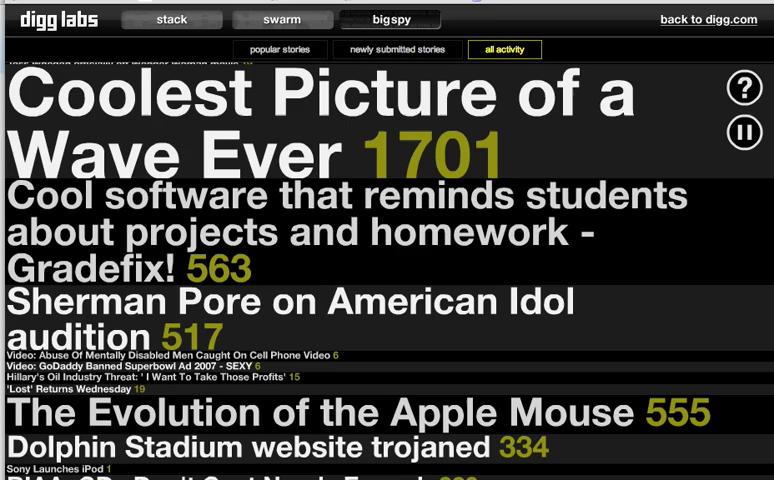 digg labs stack swarm bigspy back to digg.com
popular stories newly submitted stories all activity
Coolest Picture of a
Wave Ever 1701
?
Cool software that reminds students
about projects and homework -
Gradefix! 563
Sherman Pore on American Idol
audition 517
Video: Abuse Of Mentally Disabled Men Caught On Cell Phone Video 6
Video: GoDaddy Banned Superbowl Ad 2007 - SEXY 6
Hillary's Oil Industry Threat: ' I Want To Take Those Profits' 15
'Lost' Returns Wednesday 19
The Evolution of the Apple Mouse 555
Dolphin Stadium website trojaned 334
Sony Launches iPod 1